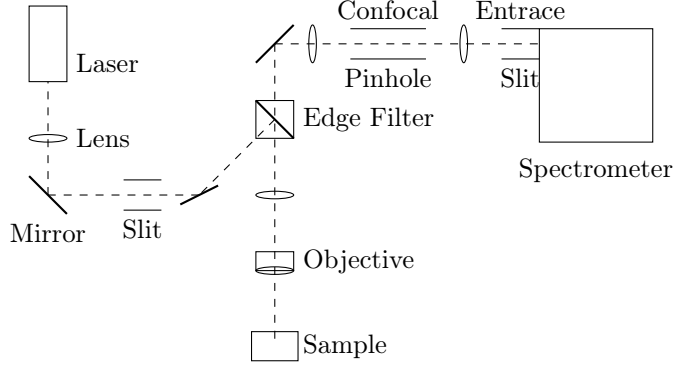 Confocal
Entrace
Laser
Pinhole
Slit
Edge Filter
Lens
Spectrometer
Mirror
Slit
Objective
Sample